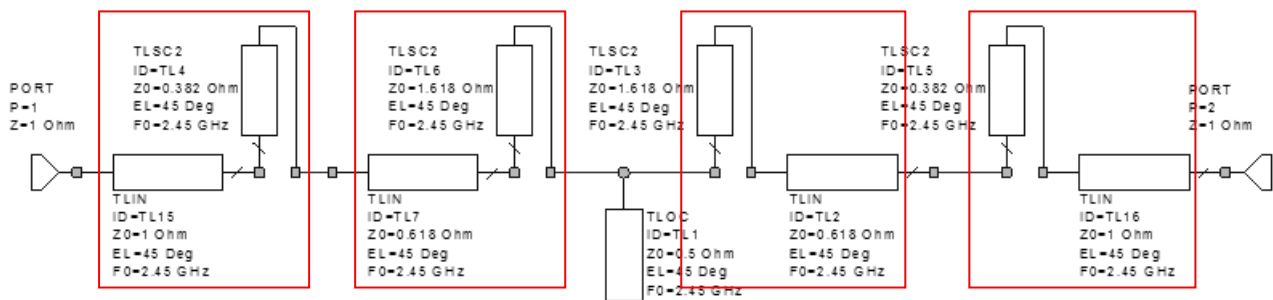 PORT
P=1
Z=1 Ohm
TLSC2
ID=TL4
Z0=0.382 Ohm
EL=45 Deg
F0=2.45 GHz
TLIN
ID=TL15
Z0=1 Ohm
EL=45 Deg
F0=2.45 GHz
TLSC2
ID=TL6
Z0=1.618 Ohm
EL=45 Deg
F0=2.45 GHz
TLIN
ID=TL7
Z0=0.618 Ohm
EL=45 Deg
F0=2.45 GHz
TLSC2
ID=TL3
Z0=1.618 Ohm
EL=45 Deg
F0=2.45 GHz
TLOC
ID=TL1
Z0=0.5 Ohm
EL=45 Deg
F0=2.45 GHz
TLIN
ID=TL2
Z0=0.618 Ohm
EL=45 Deg
F0=2.45 GHz
TLSC2
ID=TL5
Z0=0.382 Ohm
EL=45 Deg
F0=2.45 GHz
TLIN
ID=TL16
Z0=1 Ohm
EL=45 Deg
F0=2.45 GHz
PORT
P=2
Z=1 Ohm